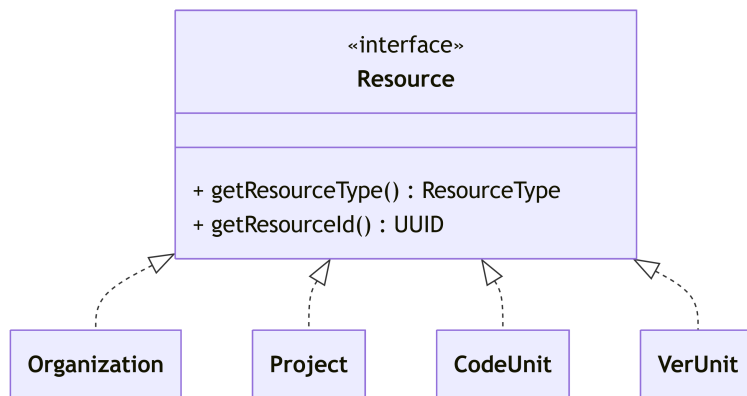 «interface»
Resource
+ getResourceType() : ResourceType
+ getResourceId() : UUID
Organization
Project
CodeUnit
VerUnit